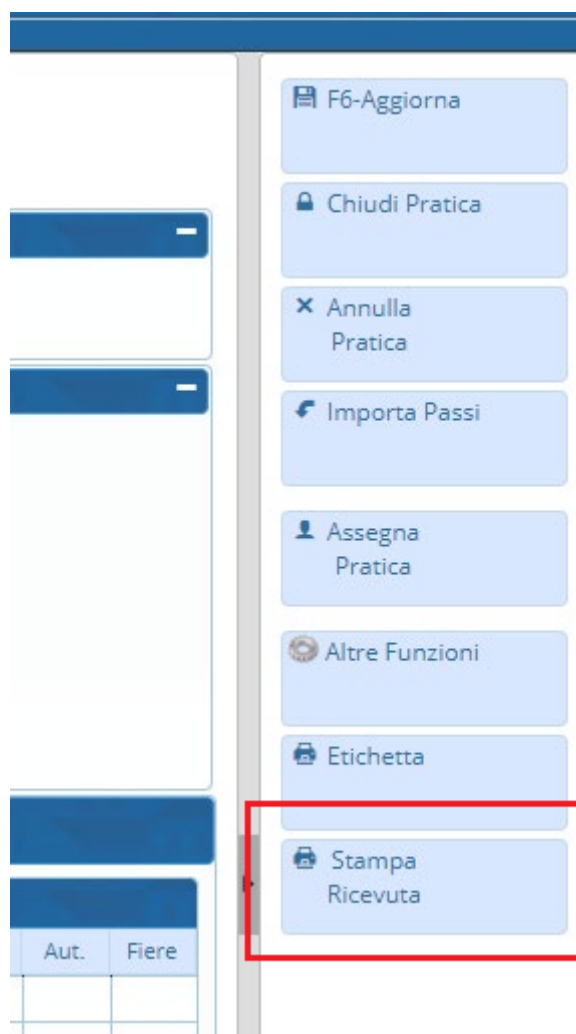 F6-Aggiorna
Chiudi Pratica
Annulla
Pratica
Importa Passi
Assegna
Pratica
Altre Funzioni
Etichetta
Stampa
Ricevuta
Aut. Fiere